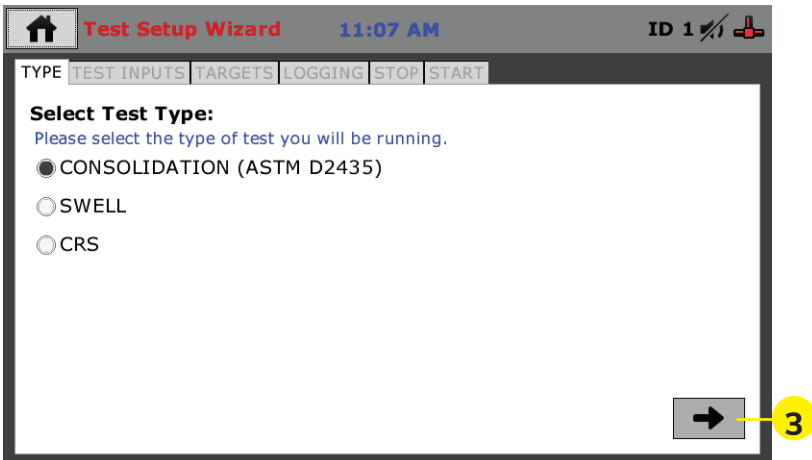 Test Setup Wizard 11:07 AM ID 1
TYPE TEST INPUTS TARGETS LOGGING STOP START
Select Test Type:
Please select the type of test you will be running.
CONSOLIDATION (ASTM D2435)
SWELL
CRS
3